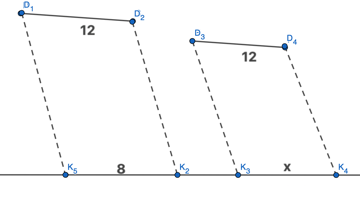 D₁
D₂
12
D₃
D₄
12
K₅
8
K₂
K₃
x
K₄